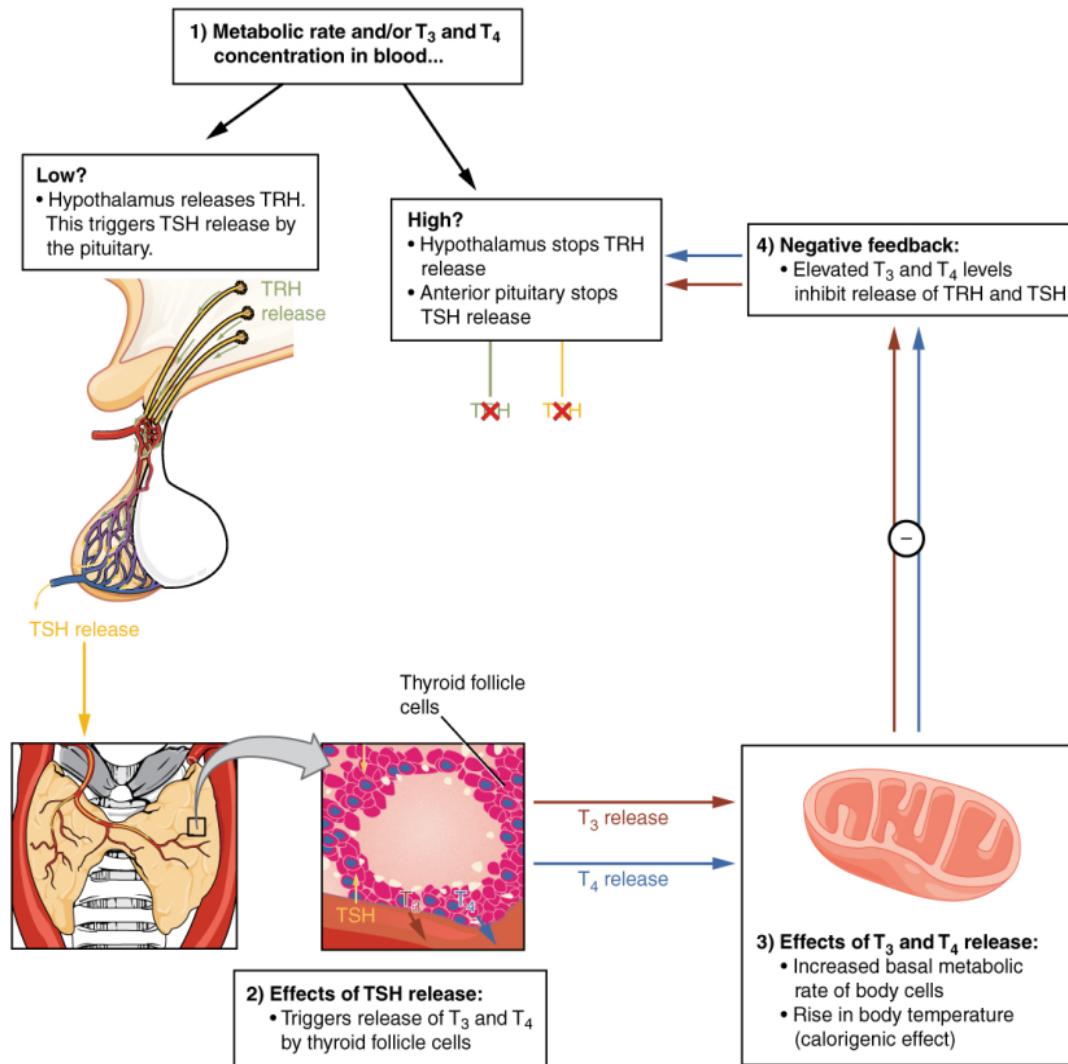 1) Metabolic rate and/or T₃ and T₄
concentration in blood...
Low?
• Hypothalamus releases TRH.
This triggers TSH release by
the pituitary.
High?
• Hypothalamus stops TRH
release
• Anterior pituitary stops
TSH release
4) Negative feedback:
• Elevated T₃ and T₄ levels
inhibit release of TRH and TSH
TRH
release
TRH
TSH
−
TSH release
Thyroid follicle
cells
T₃ release
T₄ release
TSH
T₃
T₄
2) Effects of TSH release:
• Triggers release of T₃ and T₄
by thyroid follicle cells
3) Effects of T₃ and T₄ release:
• Increased basal metabolic
rate of body cells
• Rise in body temperature
(calorigenic effect)